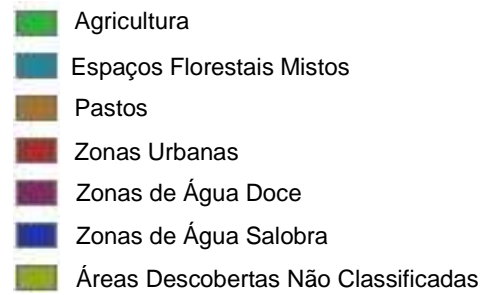 Agricultura
Espaços Florestais Mistos
Pastos
Zonas Urbanas
Zonas de Água Doce
Zonas de Água Salobra
Áreas Descobertas Não Classificadas